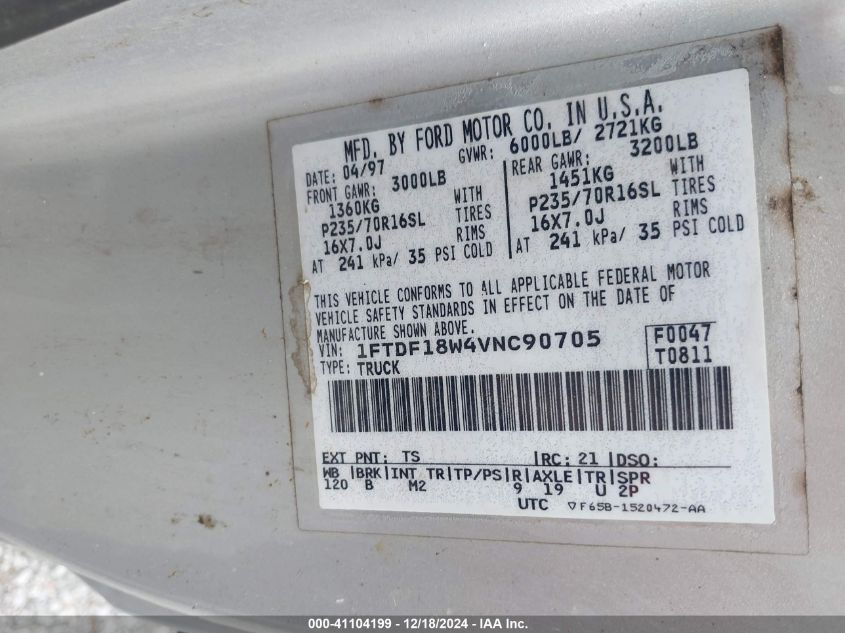 MFD. BY FORD MOTOR CO. IN U.S.A.
DATE: 04/97 GVWR: 6000LB/ 2721KG
FRONT GAWR: 3000LB REAR GAWR: 3200LB
1360KG WITH 1451KG WITH
P235/70R16SL TIRES P235/70R16SL TIRES
16X7.0J RIMS 16X7.0J RIMS
AT 241 kPa/ 35 PSI COLD AT 241 kPa/ 35 PSI COLD
THIS VEHICLE CONFORMS TO ALL APPLICABLE FEDERAL MOTOR
VEHICLE SAFETY STANDARDS IN EFFECT ON THE DATE OF
MANUFACTURE SHOWN ABOVE.
VIN: 1FTDF18W4VNC90705 F0047
TYPE: TRUCK T0811
EXT PNT: TS |RC: 21 |DSO:
WB |BRK|INT TR|TP/PS|R|AXLE|TR|SPR
120 B M2 9 19 U 2P
UTC ▽F65B-1520472-AA
000-41104199 - 12/18/2024 - IAA Inc.